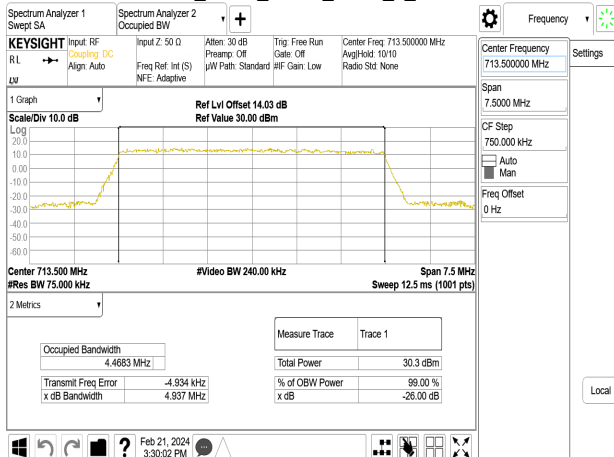 Spectrum Analyzer 1
Swept SA
Spectrum Analyzer 2
Occupied BW
+
Frequency
KEYSIGHT
R L
Input: RF
Coupling: DC
Align: Auto
Input Z: 50 Ω
Freq Ref: Int (S)
NFE: Adaptive
Atten: 30 dB
Preamp: Off
µW Path: Standard
Trig: Free Run
Gate: Off
#IF Gain: Low
Center Freq: 713.500000 MHz
Avg|Hold: 10/10
Radio Std: None
Center Frequency
713.500000 MHz
Settings
Span
7.5000 MHz
CF Step
750.000 kHz
Auto
Man
Freq Offset
0 Hz
Local
1 Graph
Scale/Div 10.0 dB
Ref Lvl Offset 14.03 dB
Ref Value 30.00 dBm
Log
20.0
10.0
0.00
-10.0
-20.0
-30.0
-40.0
-50.0
-60.0
Center 713.500 MHz
#Video BW 240.00 kHz
Span 7.5 MHz
#Res BW 75.000 kHz
Sweep 12.5 ms (1001 pts)
2 Metrics
Measure Trace
Trace 1
Occupied Bandwidth
4.4683 MHz
Total Power
30.3 dBm
Transmit Freq Error
-4.934 kHz
% of OBW Power
99.00 %
x dB Bandwidth
4.937 MHz
x dB
-26.00 dB
?
Feb 21, 2024
3:30:02 PM